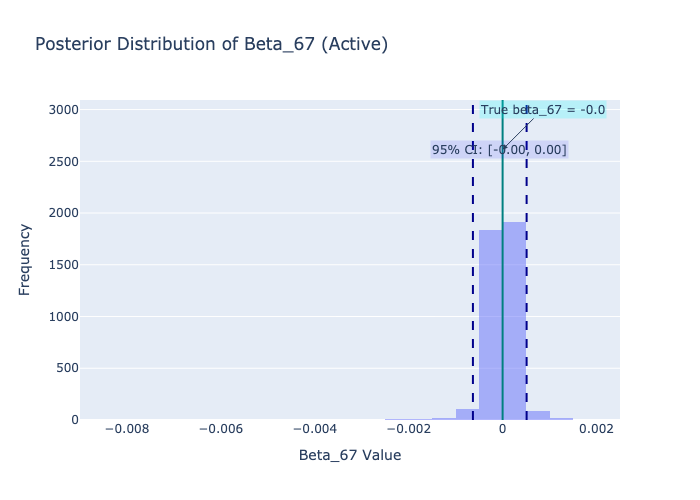 Posterior Distribution of Beta_67 (Active)
True beta_67 = -0.0
95% CI: [-0.00, 0.00]
3000
2500
2000
1500
1000
500
0
Frequency
−0.008
−0.006
−0.004
−0.002
0
0.002
Beta_67 Value